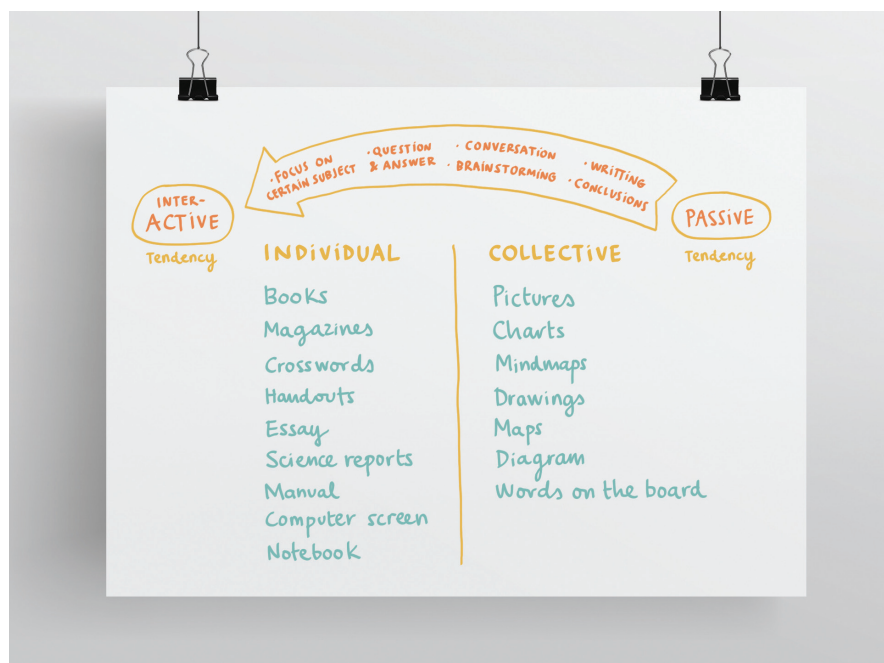 · FOCUS ON
CERTAIN SUBJECT
· QUESTION
& ANSWER
· CONVERSATION
· BRAINSTORMING
· WRITTING
· CONCLUSIONS
INTER-
ACTIVE
Tendency
PASSIVE
Tendency
INDIVIDUAL
Books
Magazines
Crosswords
Handouts
Essay
Science reports
Manual
Computer screen
Notebook
COLLECTIVE
Pictures
Charts
Mindmaps
Drawings
Maps
Diagram
Words on the board